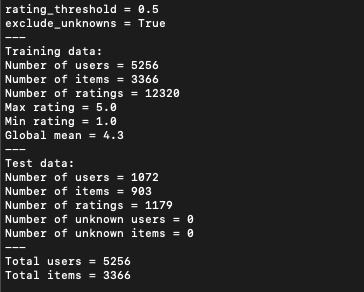 rating_threshold = 0.5
exclude_unknowns = True
---
Training data:
Number of users = 5256
Number of items = 3366
Number of ratings = 12320
Max rating = 5.0
Min rating = 1.0
Global mean = 4.3
---
Test data:
Number of users = 1072
Number of items = 903
Number of ratings = 1179
Number of unknown users = 0
Number of unknown items = 0
---
Total users = 5256
Total items = 3366